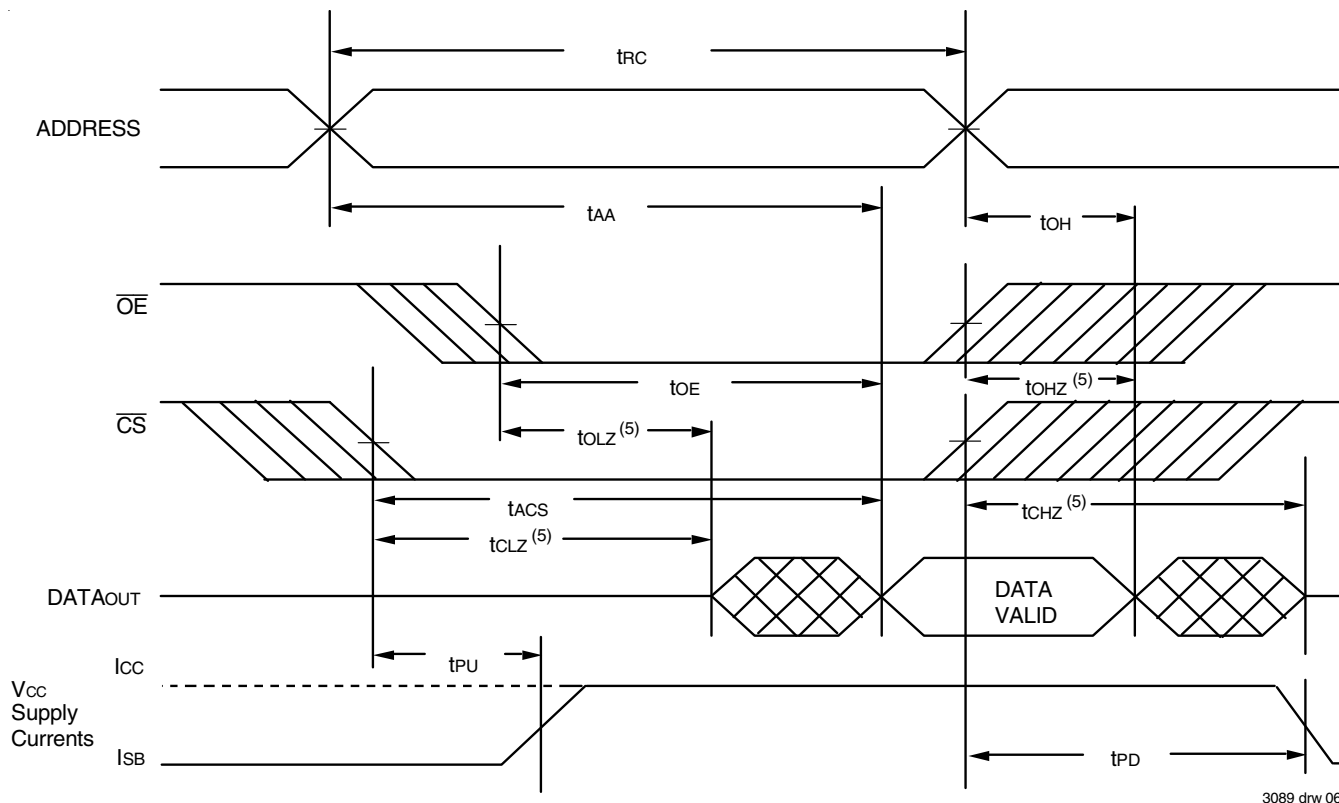 tRC
ADDRESS
tAA
tOH
OE
tOE
tOHZ (5)
CS
tOLZ (5)
tACS
tCHZ (5)
tCLZ (5)
DATAOUT
DATA
VALID
ICC
tPU
VCC
Supply
Currents
ISB
tPD
3089 drw 06